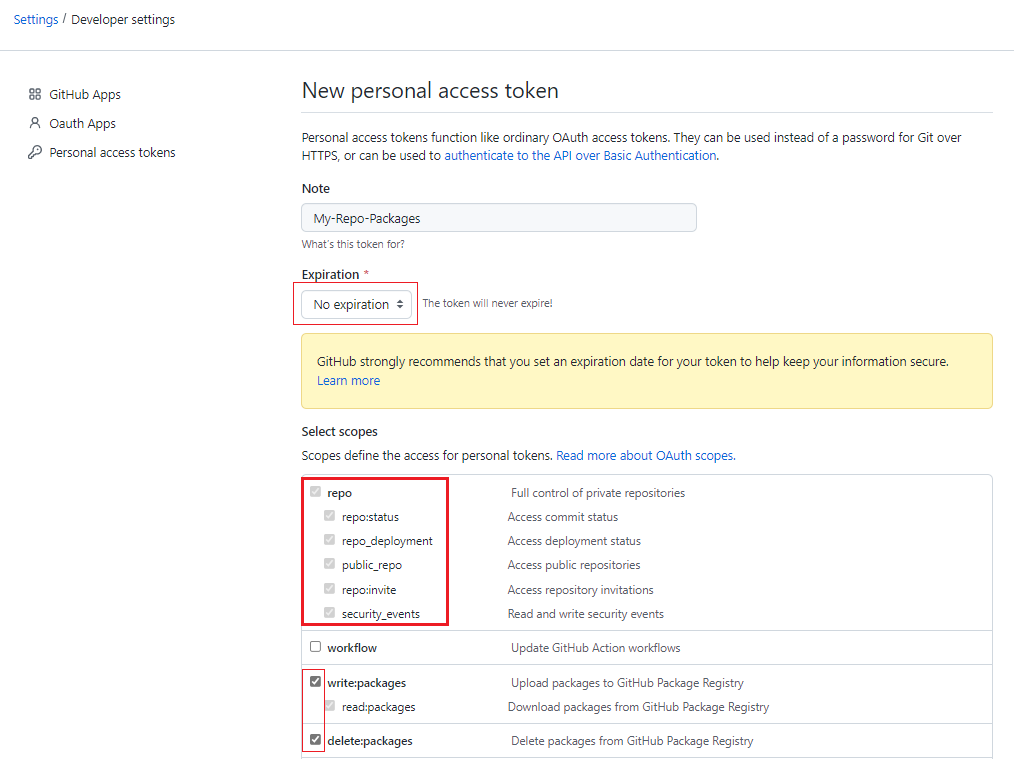 Settings / Developer settings
GitHub Apps
Oauth Apps
Personal access tokens
New personal access token
Personal access tokens function like ordinary OAuth access tokens. They can be used instead of a password for Git over
HTTPS, or can be used to authenticate to the API over Basic Authentication.
Note
My-Repo-Packages
What's this token for?
Expiration *
No expiration The token will never expire!
GitHub strongly recommends that you set an expiration date for your token to help keep your information secure.
Learn more
Select scopes
Scopes define the access for personal tokens. Read more about OAuth scopes.
repo Full control of private repositories
repo:status Access commit status
repo_deployment Access deployment status
public_repo Access public repositories
repo:invite Access repository invitations
security_events Read and write security events
workflow Update GitHub Action workflows
write:packages Upload packages to GitHub Package Registry
read:packages Download packages from GitHub Package Registry
delete:packages Delete packages from GitHub Package Registry